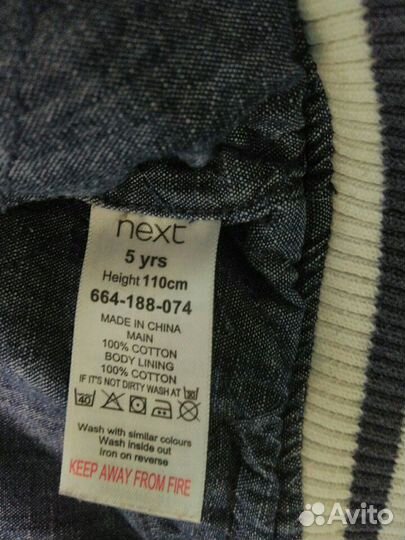 next
5 yrs
Height 110cm
664-188-074
MADE IN CHINA
MAIN
100% COTTON
BODY LINING
100% COTTON
IF IT'S NOT DIRTY WASH AT 30
40
Wash with similar colours
Wash inside out
Iron on reverse
KEEP AWAY FROM FIRE
Avito